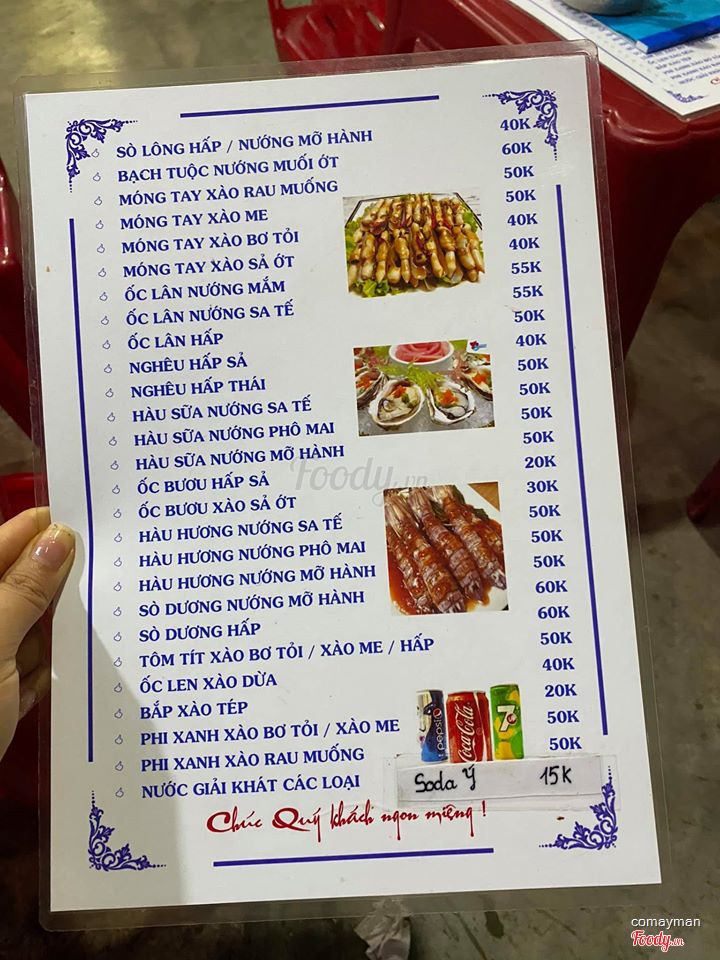 SÒ LÔNG HẤP / NƯỚNG MỠ HÀNH 40K
BẠCH TUỘC NƯỚNG MUỐI ỚT 60K
MÓNG TAY XÀO RAU MUỐNG 50K
MÓNG TAY XÀO ME 50K
MÓNG TAY XÀO BƠ TỎI 40K
MÓNG TAY XÀO SẢ ỚT 40K
ỐC LÂN NƯỚNG MẮM 55K
ỐC LÂN NƯỚNG SA TẾ 55K
ỐC LÂN HẤP 50K
NGHÊU HẤP SẢ 40K
NGHÊU HẤP THÁI 50K
HÀU SỮA NƯỚNG SA TẾ 50K
HÀU SỮA NƯỚNG PHÔ MAI 50K
HÀU SỮA NƯỚNG MỠ HÀNH 50K
ỐC BƯƠU HẤP SẢ 20K
ỐC BƯƠU XÀO SẢ ỚT 30K
HÀU HƯƠNG NƯỚNG SA TẾ 50K
HÀU HƯƠNG NƯỚNG PHÔ MAI 50K
HÀU HƯƠNG NƯỚNG MỠ HÀNH 50K
SÒ DƯƠNG NƯỚNG MỠ HÀNH 60K
SÒ DƯƠNG HẤP 60K
TÔM TÍT XÀO BƠ TỎI / XÀO ME / HẤP 50K
ỐC LEN XÀO DỪA 40K
BẮP XÀO TÉP 20K
PHI XANH XÀO BƠ TỎI / XÀO ME 50K
PHI XANH XÀO RAU MUỐNG 50K
NƯỚC GIẢI KHÁT CÁC LOẠI
pepsi Coca-Cola 7
Soda Ý 15K
Chúc Quý khách ngon miệng !
Foody.vn
comayman
Foody.vn